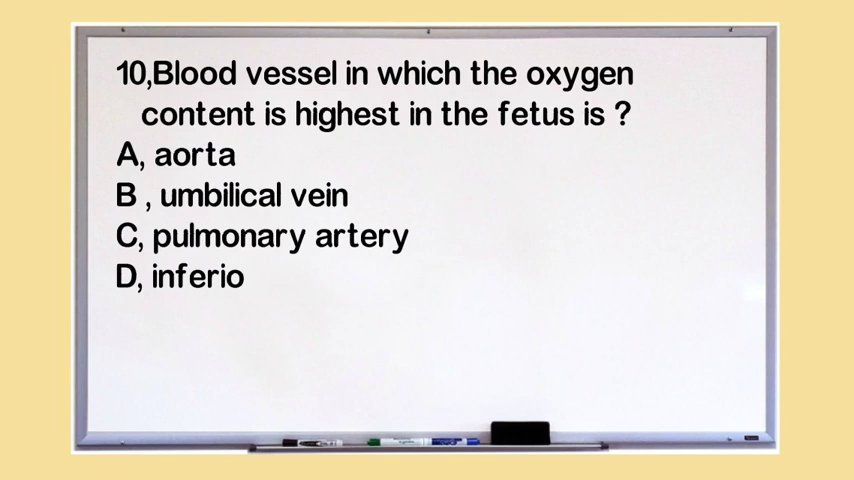 10,Blood vessel in which the oxygen
content is highest in the fetus is ?
A, aorta
B , umbilical vein
C, pulmonary artery
D, inferio